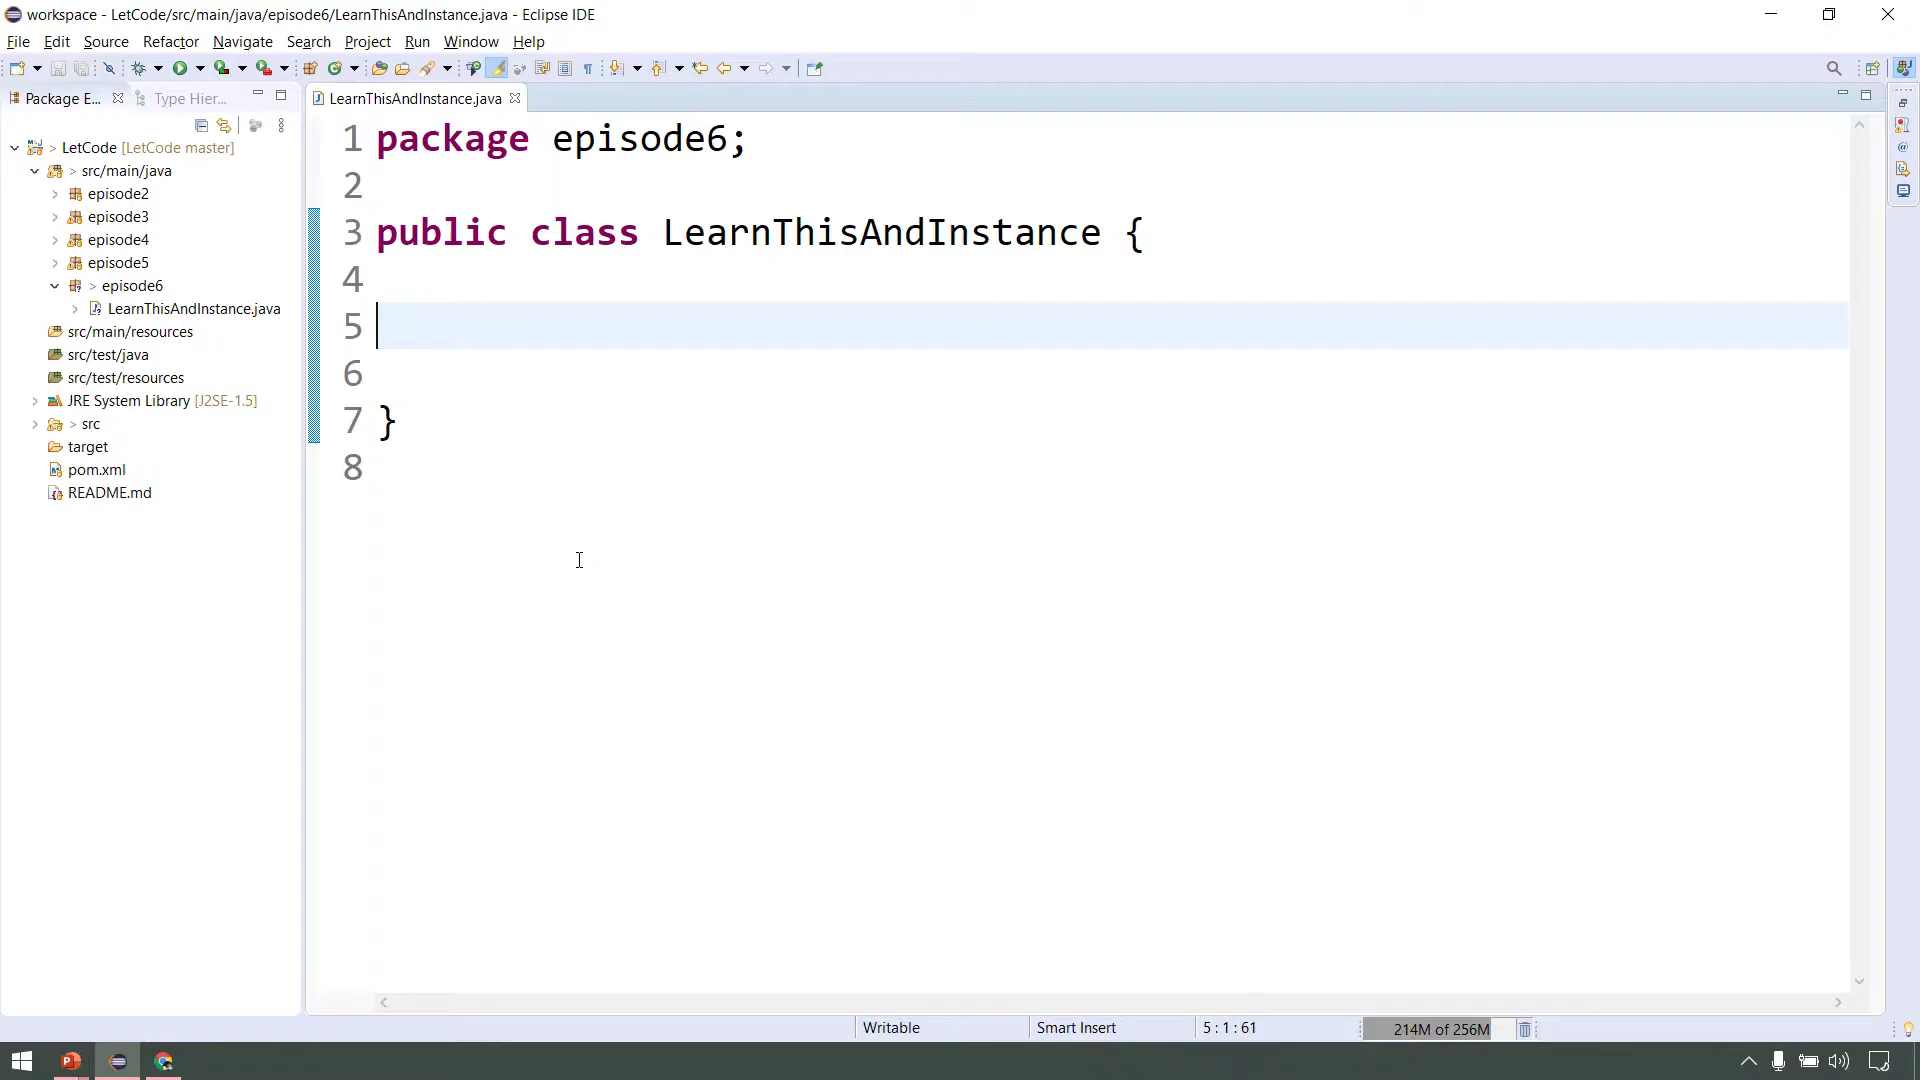 workspace - LetCode/src/main/java/episode6/LearnThisAndInstance.java - Eclipse IDE
File Edit Source Refactor Navigate Search Project Run Window Help
Package E... Type Hier...
LearnThisAndInstance.java
> LetCode [LetCode master]
> src/main/java
episode2
episode3
episode4
episode5
> episode6
LearnThisAndInstance.java
src/main/resources
src/test/java
src/test/resources
JRE System Library [J2SE-1.5]
> src
target
pom.xml
README.md
1 package episode6;
2
3 public class LearnThisAndInstance {
4
5
6
7 }
8
Writable Smart Insert 5 : 1 : 61 214M of 256M